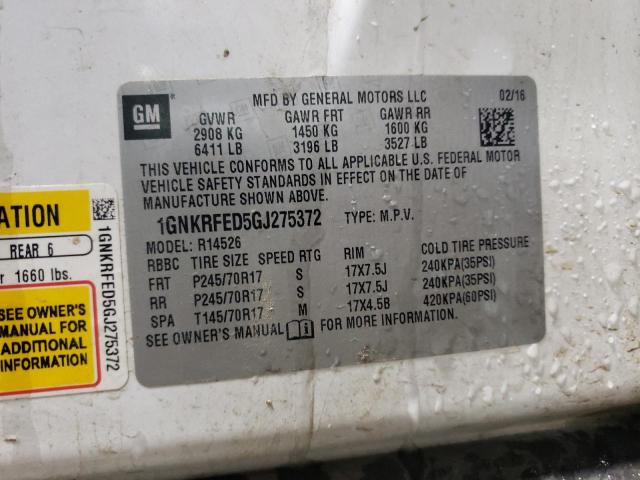 GM
MFD BY GENERAL MOTORS LLC
02/16
GVWR GAWR FRT GAWR RR
2908 KG 1450 KG 1600 KG
6411 LB 3196 LB 3527 LB
THIS VEHICLE CONFORMS TO ALL APPLICABLE U.S. FEDERAL MOTOR
VEHICLE SAFETY STANDARDS IN EFFECT ON THE DATE OF
MANUFACTURE SHOWN ABOVE.
1GNKRFED5GJ275372 TYPE: M.P.V.
MODEL: R14526
RBBC TIRE SIZE SPEED RTG RIM COLD TIRE PRESSURE
FRT P245/70R17 S 17X7.5J 240KPA(35PSI)
RR P245/70R17 S 17X7.5J 240KPA(35PSI)
SPA T145/70R17 M 17X4.5B 420KPA(60PSI)
SEE OWNER'S MANUAL FOR MORE INFORMATION.
ATION
REAR 6
r 1660 lbs.
SEE OWNER'S
MANUAL FOR
ADDITIONAL
INFORMATION
1GNKRFED5GJ275372